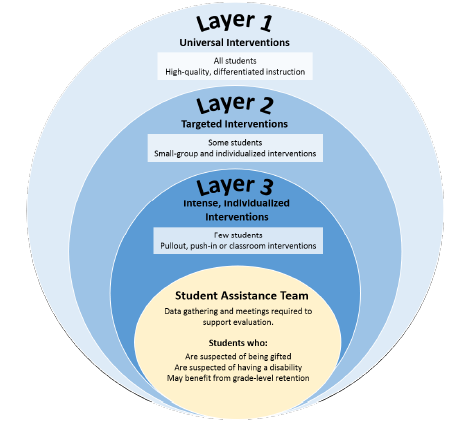 Layer 1
Universal Interventions
All students
High-quality, differentiated instruction
Layer 2
Targeted Interventions
Some students
Small-group and individualized interventions
Layer 3
Intense, Individualized
Interventions
Few students
Pullout, push-in or classroom interventions
Student Assistance Team
Data gathering and meetings required to
support evaluation.
Students who:
Are suspected of being gifted
Are suspected of having a disability
May benefit from grade-level retention